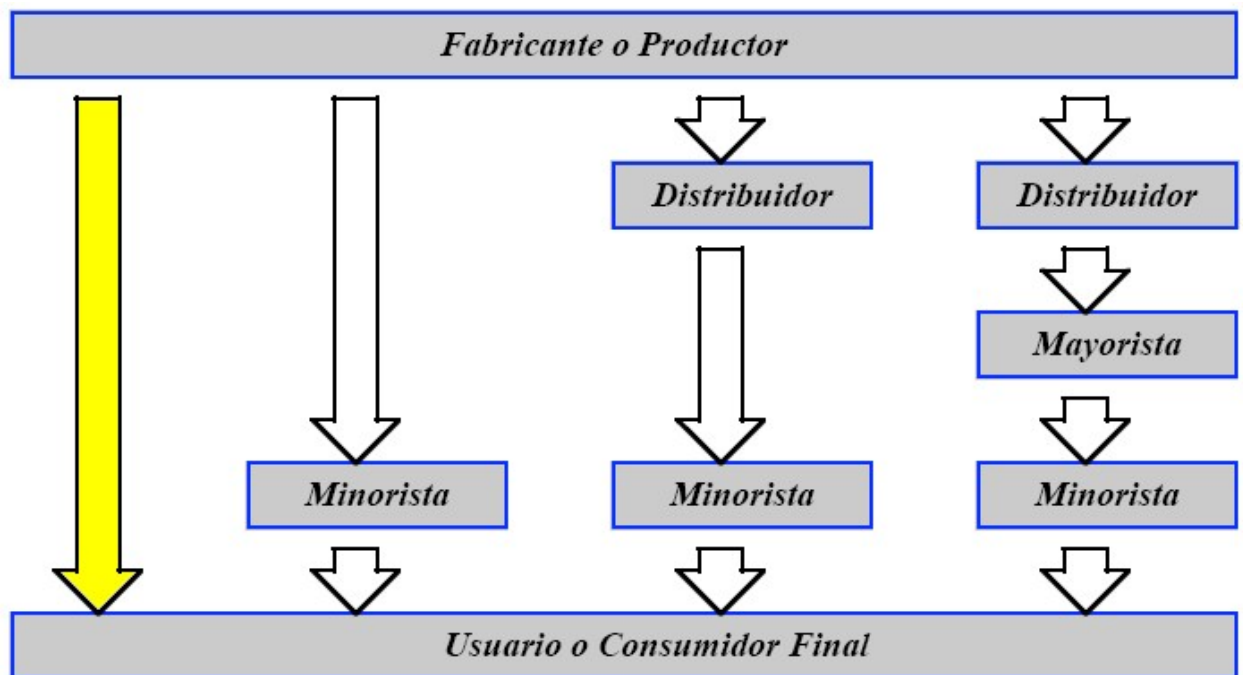 Fabricante o Productor
Distribuidor
Distribuidor
Mayorista
Minorista
Minorista
Minorista
Usuario o Consumidor Final